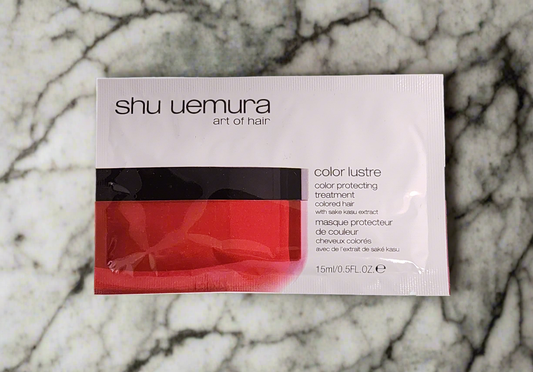 shu uemura
art of hair
color lustre
color protecting
treatment
colored hair
with sake kasu extract
masque protecteur
de couleur
cheveux colorés
avec de l'extrait de saké kasu
15ml/0.5FL.OZ.℮